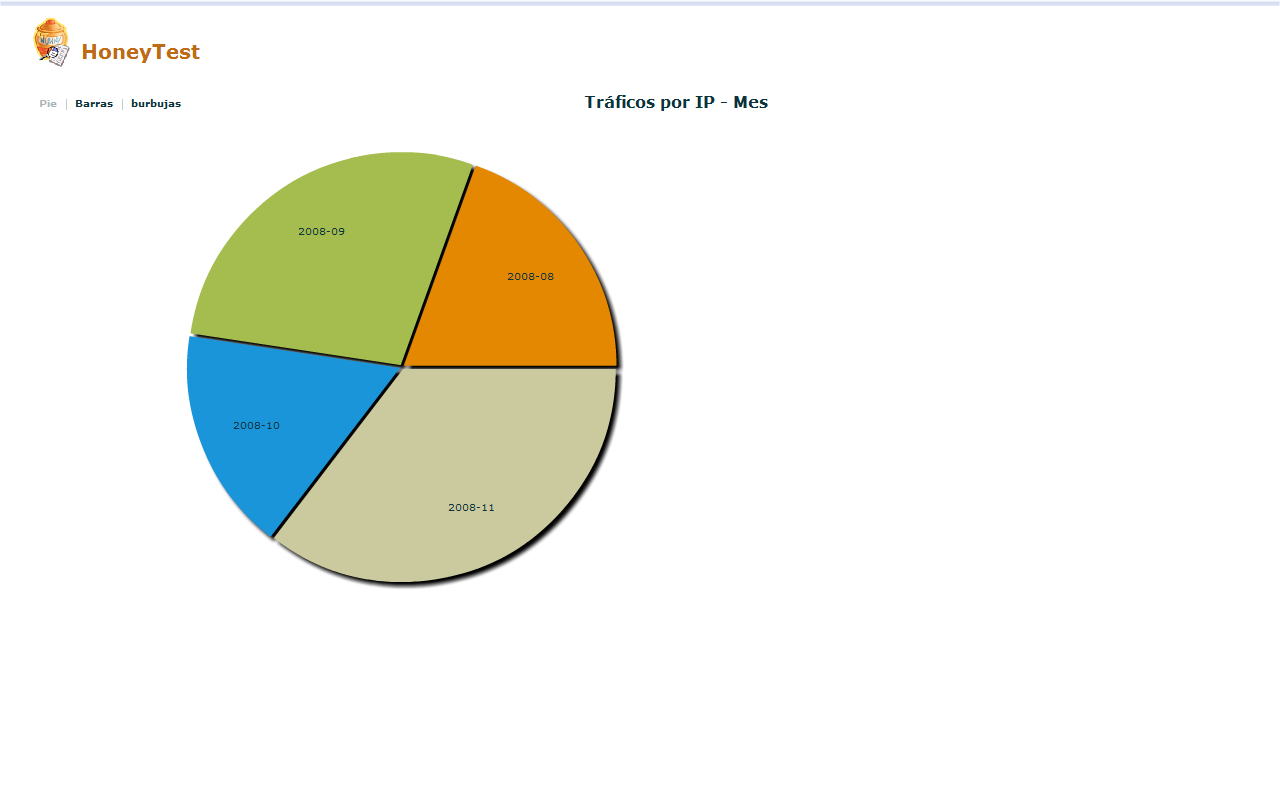 HoneyTest
Pie | Barras | burbujas
Tráficos por IP - Mes
2008-09
2008-08
2008-10
2008-11